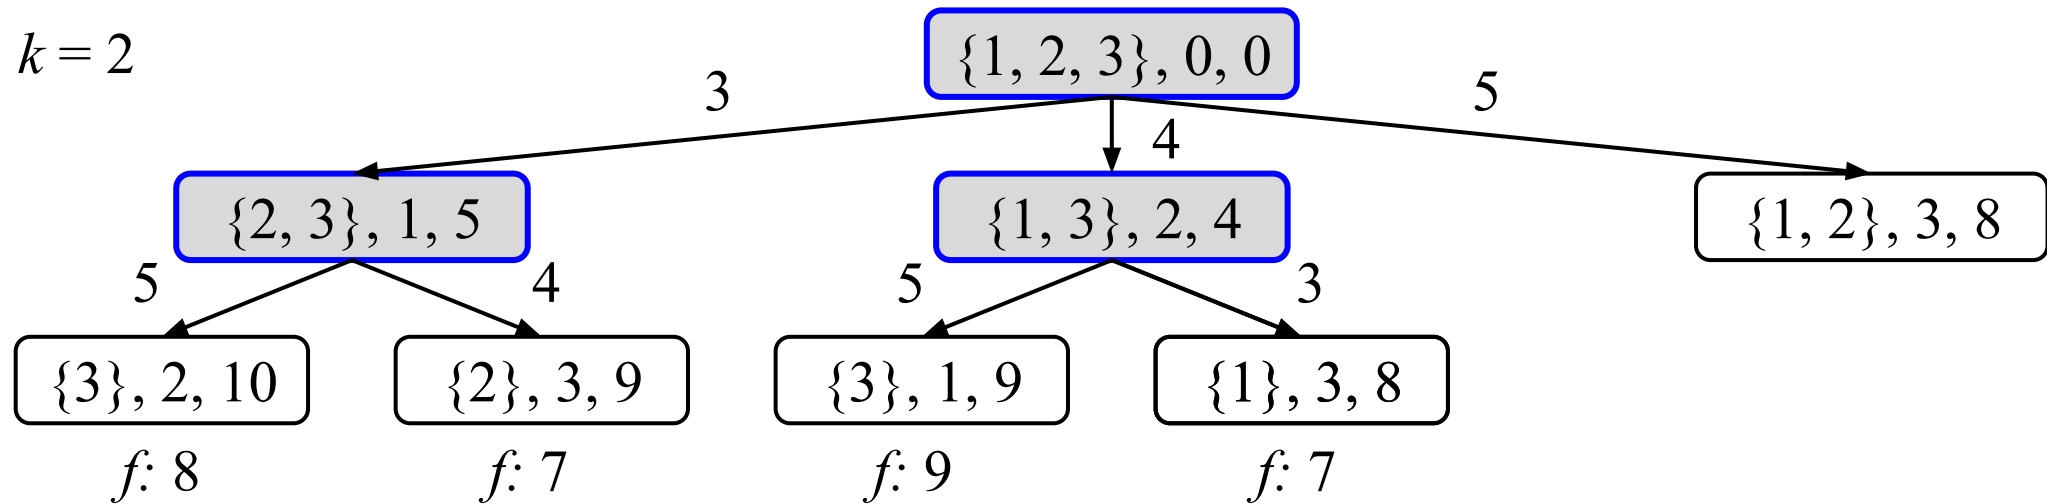 k = 2
{1, 2, 3}, 0, 0
3
4
5
{2, 3}, 1, 5
{1, 3}, 2, 4
{1, 2}, 3, 8
5
4
5
3
{3}, 2, 10
{2}, 3, 9
{3}, 1, 9
{1}, 3, 8
f: 8
f: 7
f: 9
f: 7